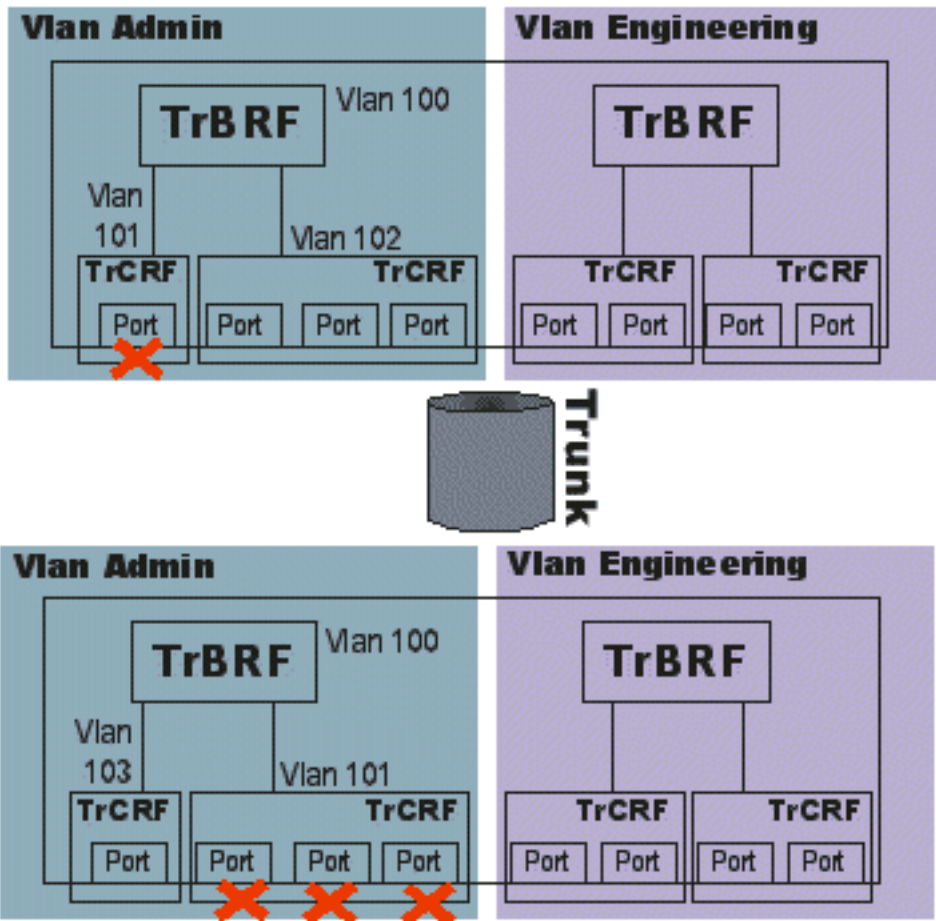 Vlan Admin
Vlan Engineering
TrBRF
Vlan 100
TrBRF
Vlan
101
Vlan 102
TrCRF
TrCRF
TrCRF
TrCRF
Port
Port
Port
Port
Port
Port
Port
Port
Trunk
Vlan Admin
Vlan Engineering
TrBRF
Vlan 100
TrBRF
Vlan
103
Vlan 101
TrCRF
TrCRF
TrCRF
TrCRF
Port
Port
Port
Port
Port
Port
Port
Port